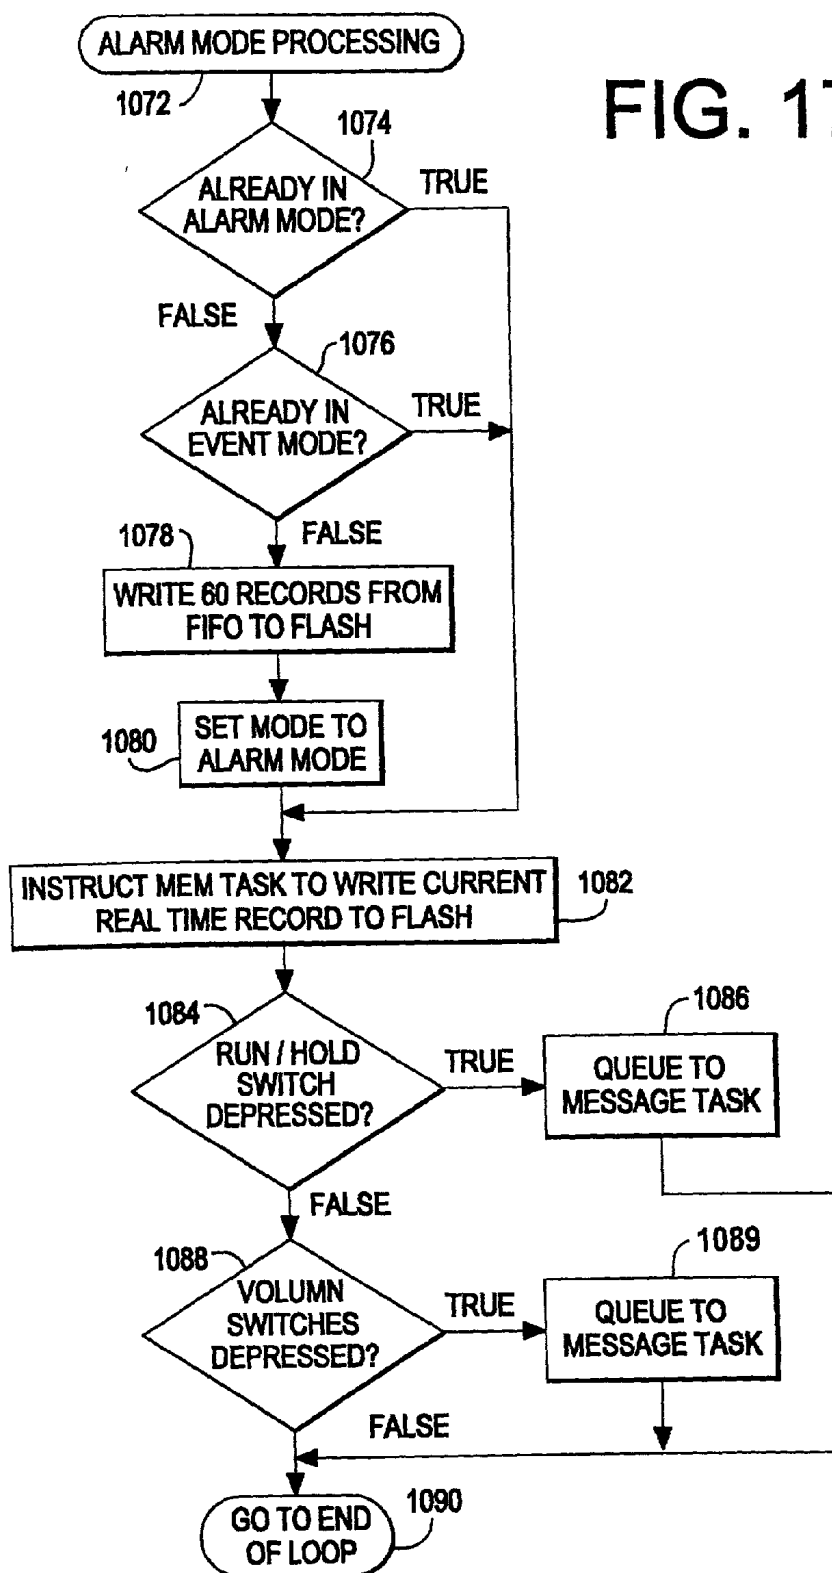 ALARM MODE PROCESSING
1072
FIG. 17
1074
ALREADY IN
ALARM MODE?
TRUE
FALSE
1076
ALREADY IN
EVENT MODE?
TRUE
FALSE
1078
WRITE 60 RECORDS FROM
FIFO TO FLASH
1080
SET MODE TO
ALARM MODE
INSTRUCT MEM TASK TO WRITE CURRENT
REAL TIME RECORD TO FLASH
1082
1084
RUN / HOLD
SWITCH
DEPRESSED?
TRUE
1086
QUEUE TO
MESSAGE TASK
FALSE
1088
VOLUMN
SWITCHES
DEPRESSED?
TRUE
1089
QUEUE TO
MESSAGE TASK
FALSE
GO TO END
OF LOOP
1090